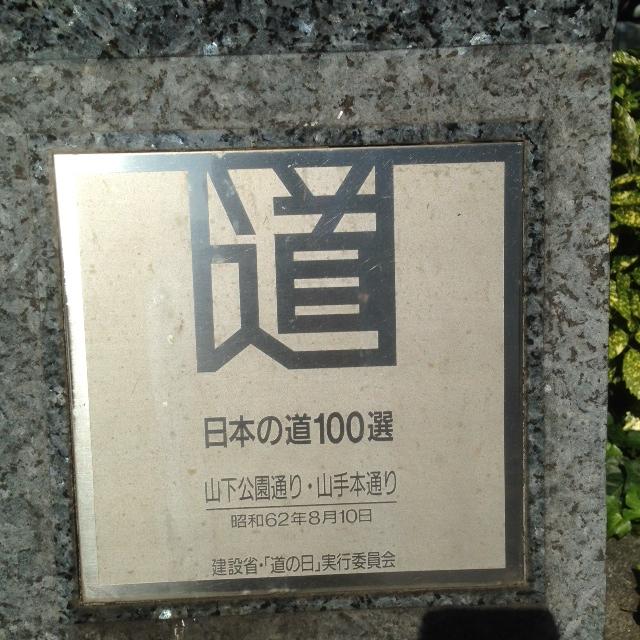 道
日本の道100選
山下公園通り・山手本通り
昭和62年8月10日
建設省・「道の日」実行委員会